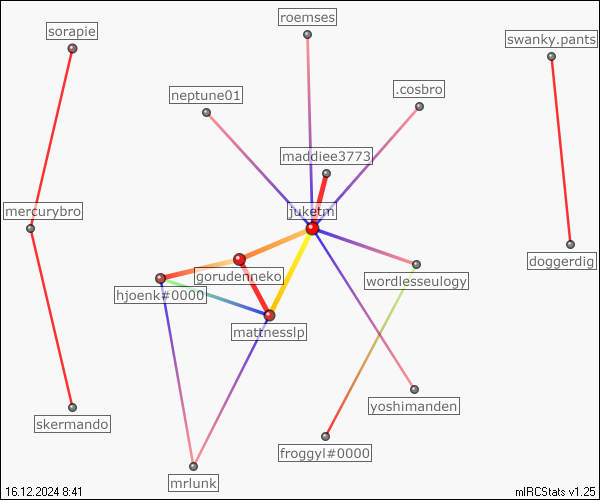 roemses
sorapie
swanky.pants
.cosbro
neptune01
maddiee3773
mercurybro
juketm
doggerdig
gorudenneko
wordlesseulogy
hjoenk#0000
mattnesslp
yoshimanden
skermando
froggyl#0000
mrlunk
16.12.2024 8:41
mIRCStats v1.25